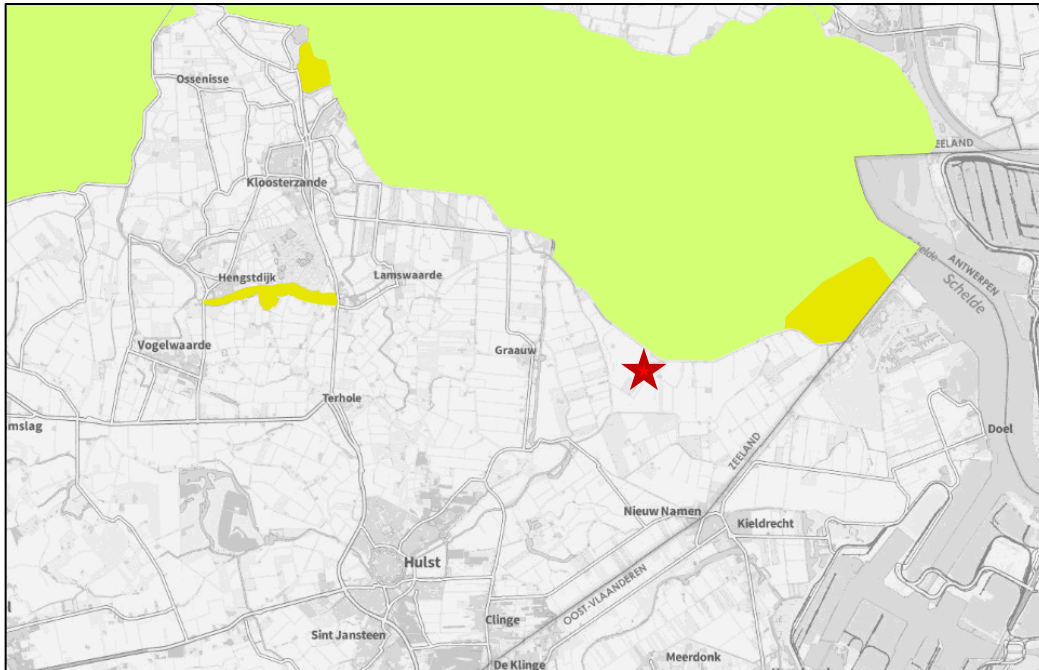 Ossenisse
ZEELAND
Kloosterzande
Schelde
ANTWERPEN
Schelde
Hengstdijk
Lamswaarde
Vogelwaarde
Graauw
Terhole
mslag
ZEELAND
Doel
Nieuw Namen
Kieldrecht
Hulst
OOST-VLAANDEREN
Clinge
Sint Jansteen
De Klinge
Meerdonk